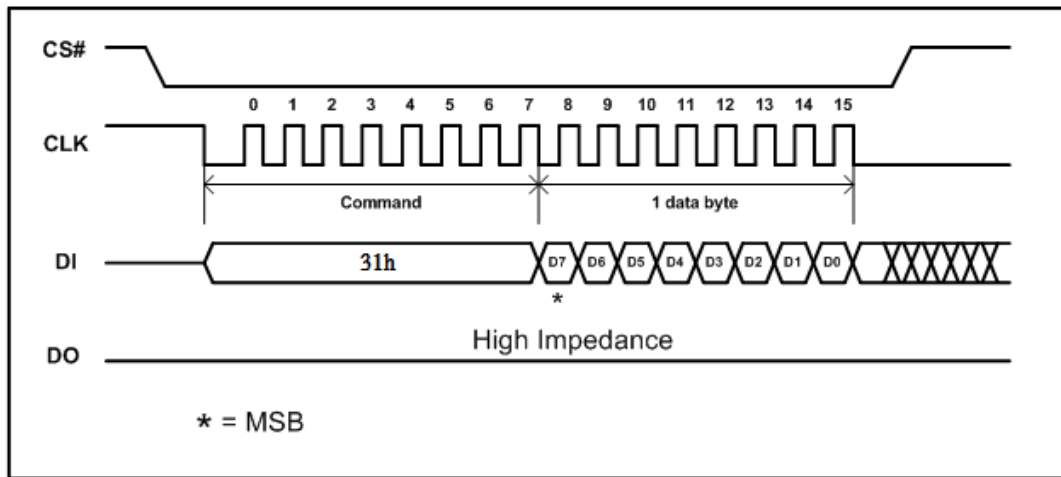 CS#
0 1 2 3 4 5 6 7 8 9 10 11 12 13 14 15
CLK
Command 1 data byte
DI 31h D7 D6 D5 D4 D3 D2 D1 D0
*
High Impedance
DO
* = MSB